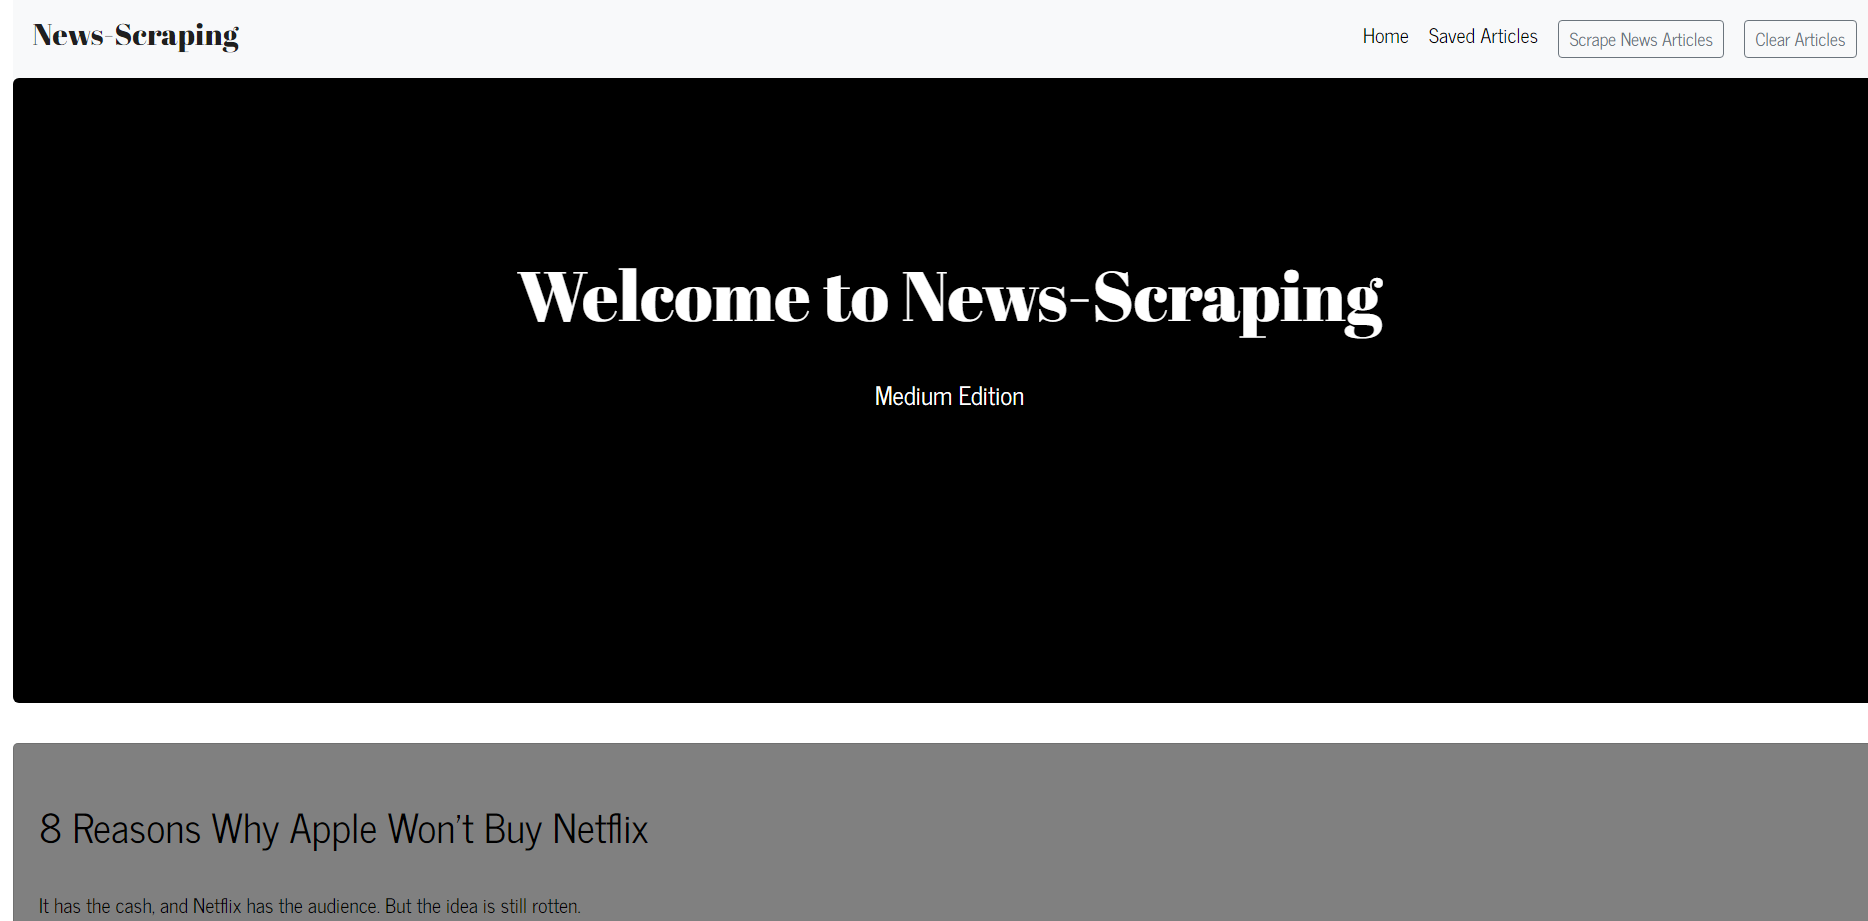 News-Scraping
Home Saved Articles Scrape News Articles Clear Articles
Welcome to News-Scraping
Medium Edition
8 Reasons Why Apple Won't Buy Netflix
It has the cash, and Netflix has the audience. But the idea is still rotten.